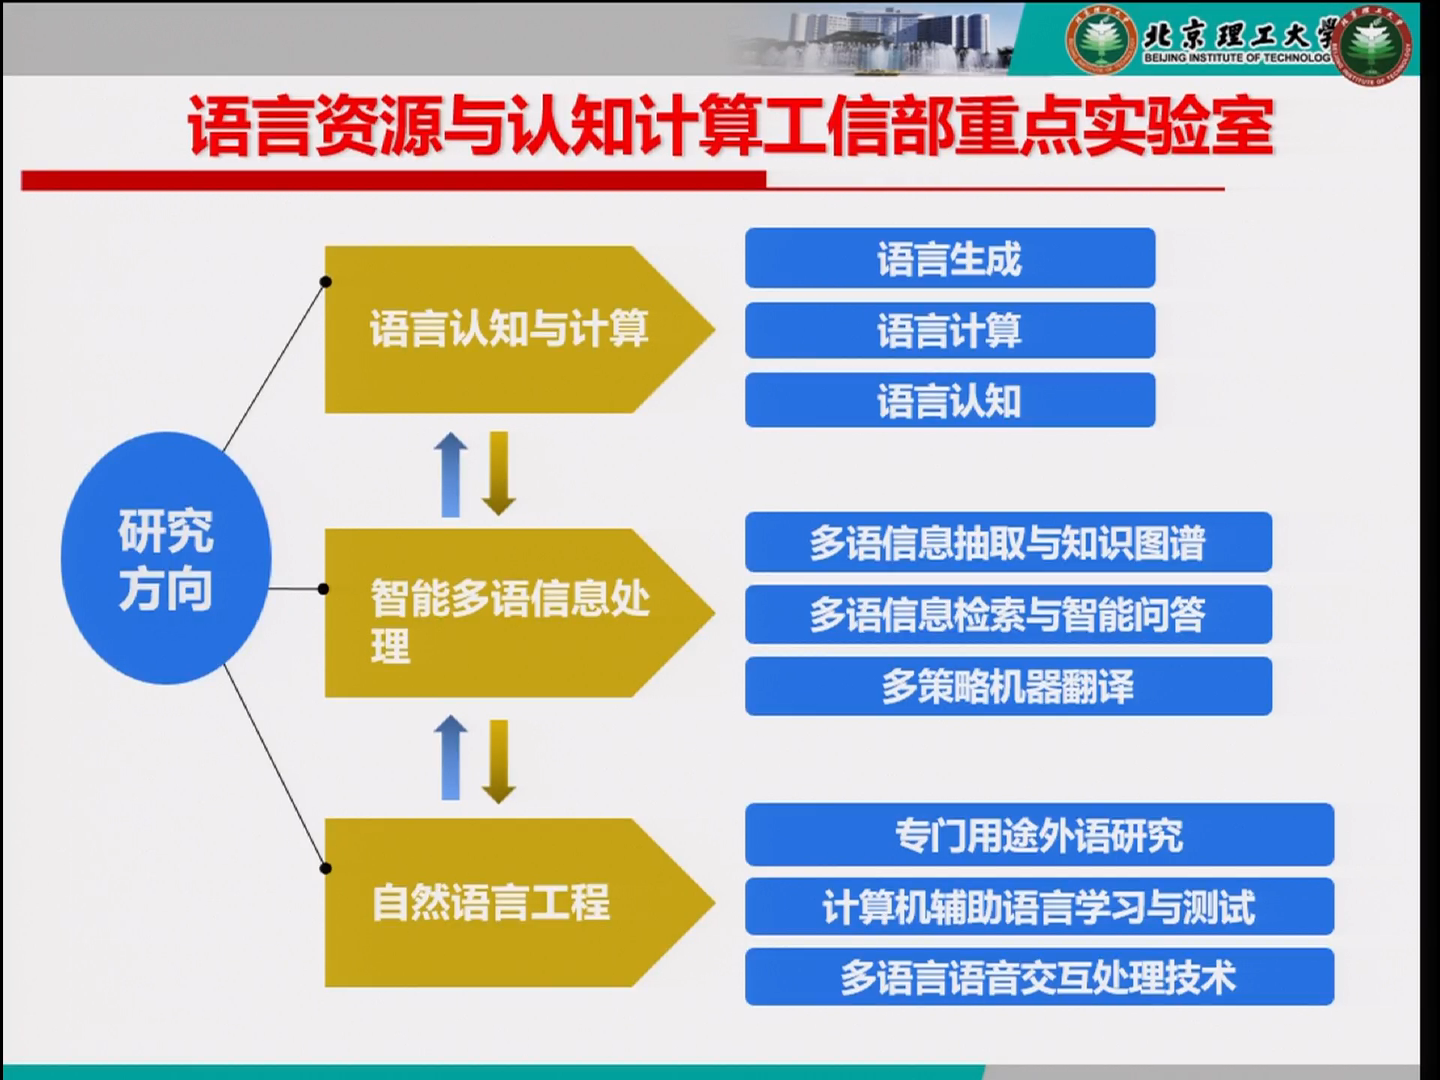 北京理工大学
BEIJING INSTITUTE OF TECHNOLOGY
语言资源与认知计算工信部重点实验室
研究
方向
语言认知与计算
语言生成
语言计算
语言认知
智能多语信息处
理
多语信息抽取与知识图谱
多语信息检索与智能问答
多策略机器翻译
自然语言工程
专门用途外语研究
计算机辅助语言学习与测试
多语言语音交互处理技术